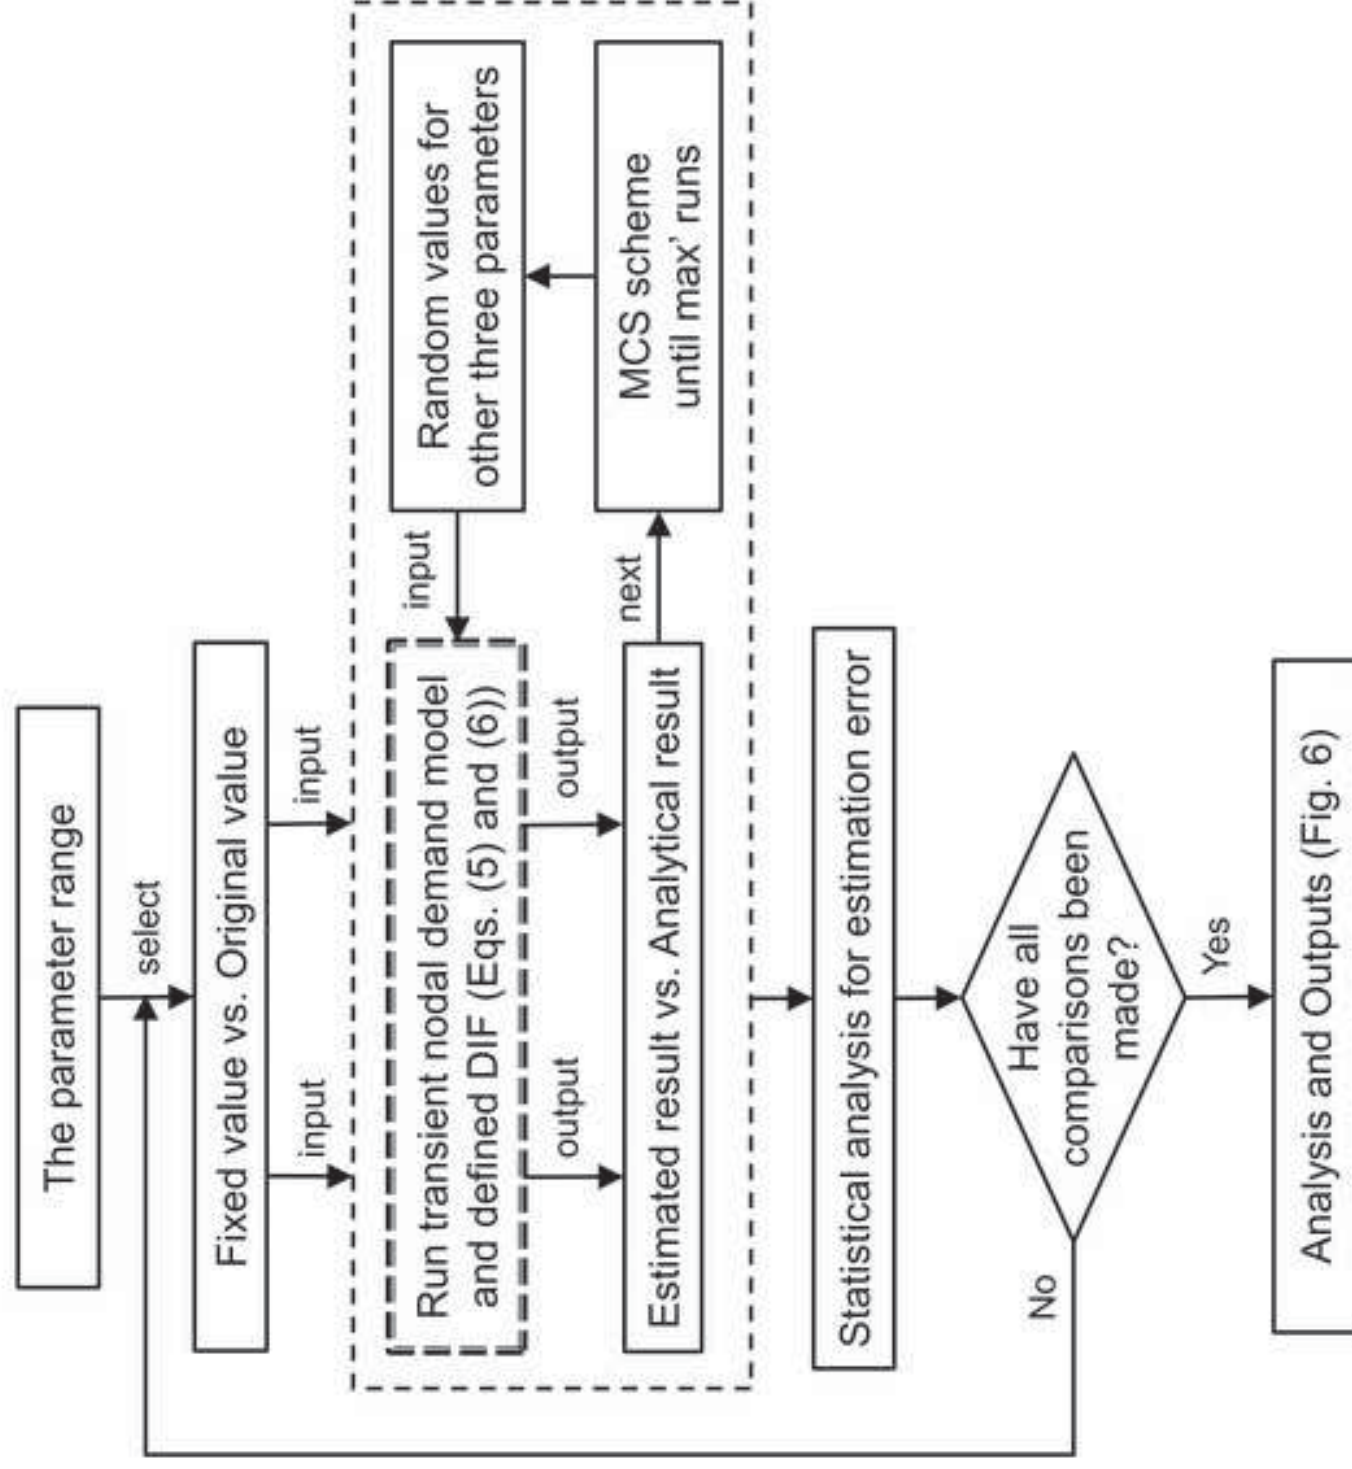 The parameter range
select
Fixed value vs. Original value
input
input
Run transient nodal demand model
and defined DIF (Eqs. (5) and (6))
input
Random values for
other three parameters
output
output
Estimated result vs. Analytical result
next
MCS scheme
until max' runs
Statistical analysis for estimation error
Have all
comparisons been
made?
No
Yes
Analysis and Outputs (Fig. 6)